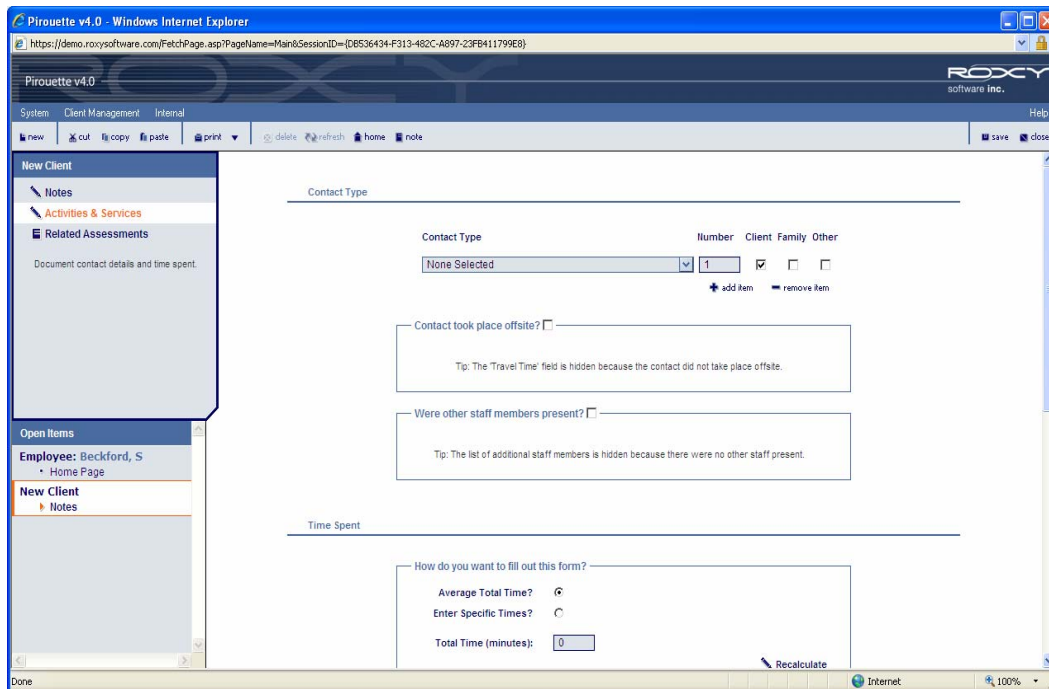 Pirouette v4.0 - Windows Internet Explorer
https://demo.roxysoftware.com/FetchPage.asp?PageName=Main&SessionID={DB536434-F313-482C-A897-23FB411799E8}
Pirouette v4.0
ROXY
software inc.
System Client Management Internal Help
new cut copy paste print delete refresh home note save close
New Client
Notes
Activities & Services
Related Assessments
Document contact details and time spent.
Open Items
Employee: Beckford, S
• Home Page
New Client
Notes
Contact Type
Contact Type Number Client Family Other
None Selected 1
add item remove item
Contact took place offsite?
Tip: The 'Travel Time' field is hidden because the contact did not take place offsite.
Were other staff members present?
Tip: The list of additional staff members is hidden because there were no other staff present.
Time Spent
How do you want to fill out this form?
Average Total Time?
Enter Specific Times?
Total Time (minutes): 0
Recalculate
Done Internet 100%